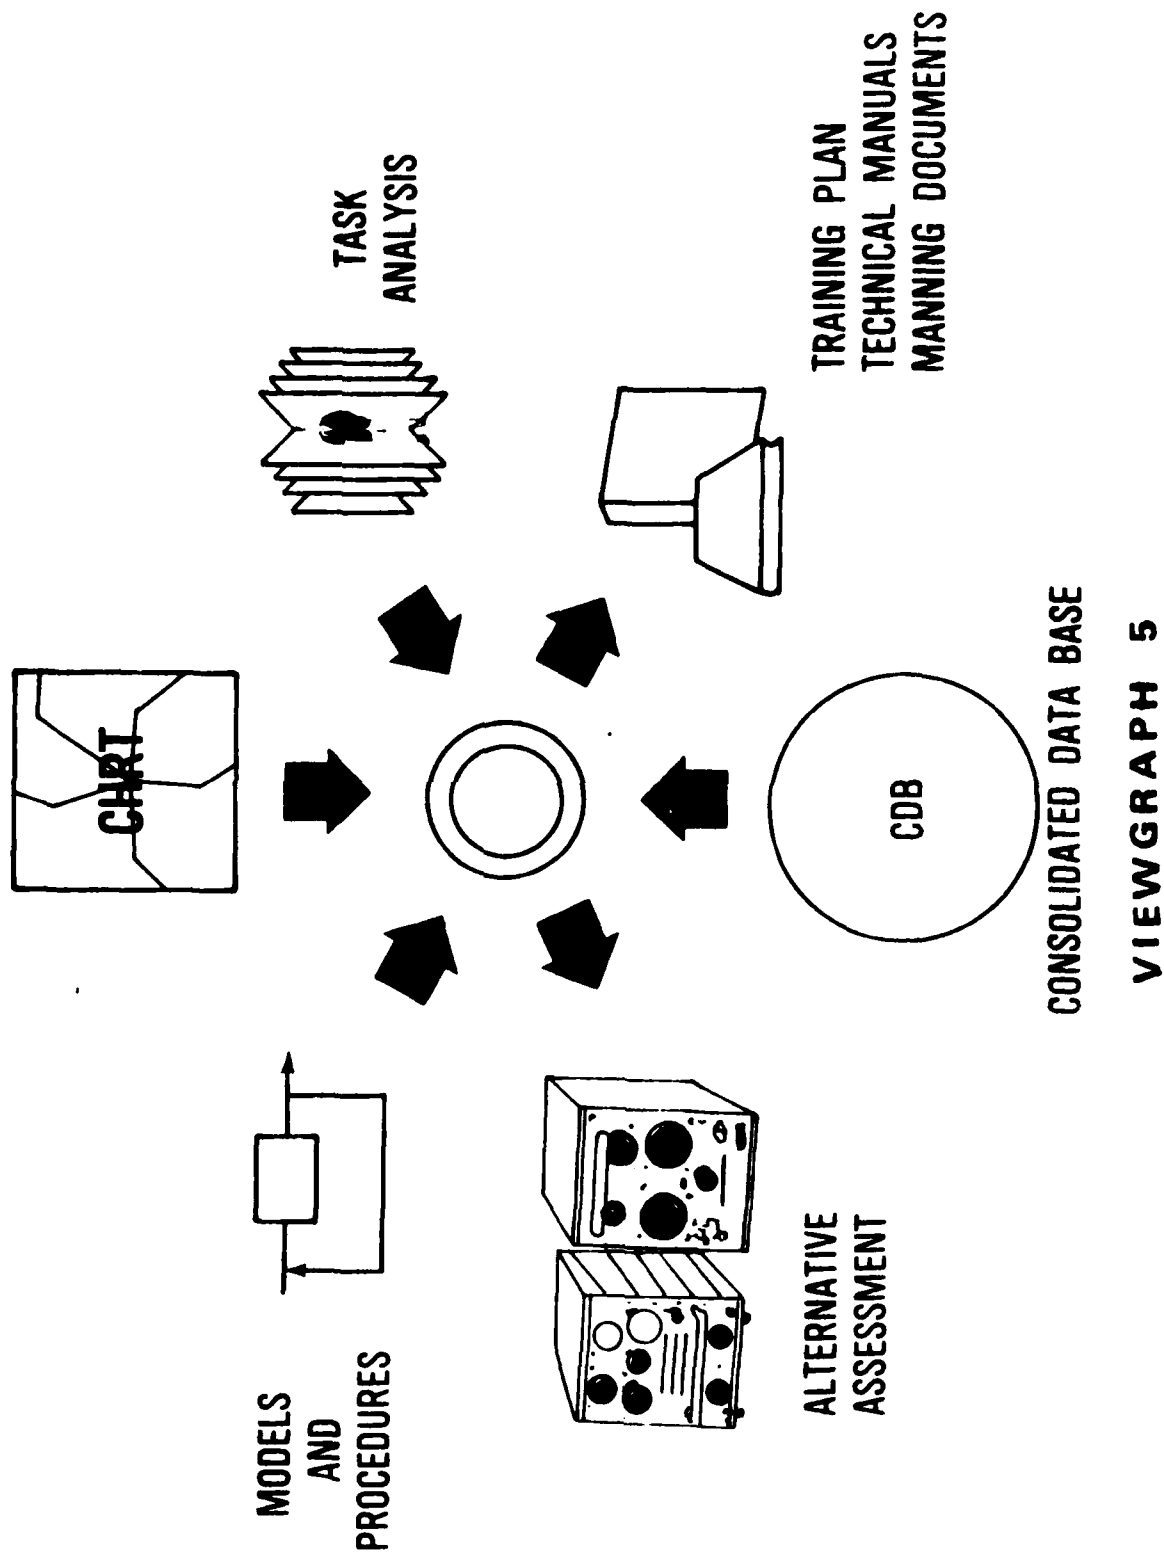 CHRT
MODELS
AND
PROCEDURES
TASK
ANALYSIS
ALTERNATIVE
ASSESSMENT
TRAINING PLAN
TECHNICAL MANUALS
MANNING DOCUMENTS
CDB
CONSOLIDATED DATA BASE
VIEWGRAPH 5